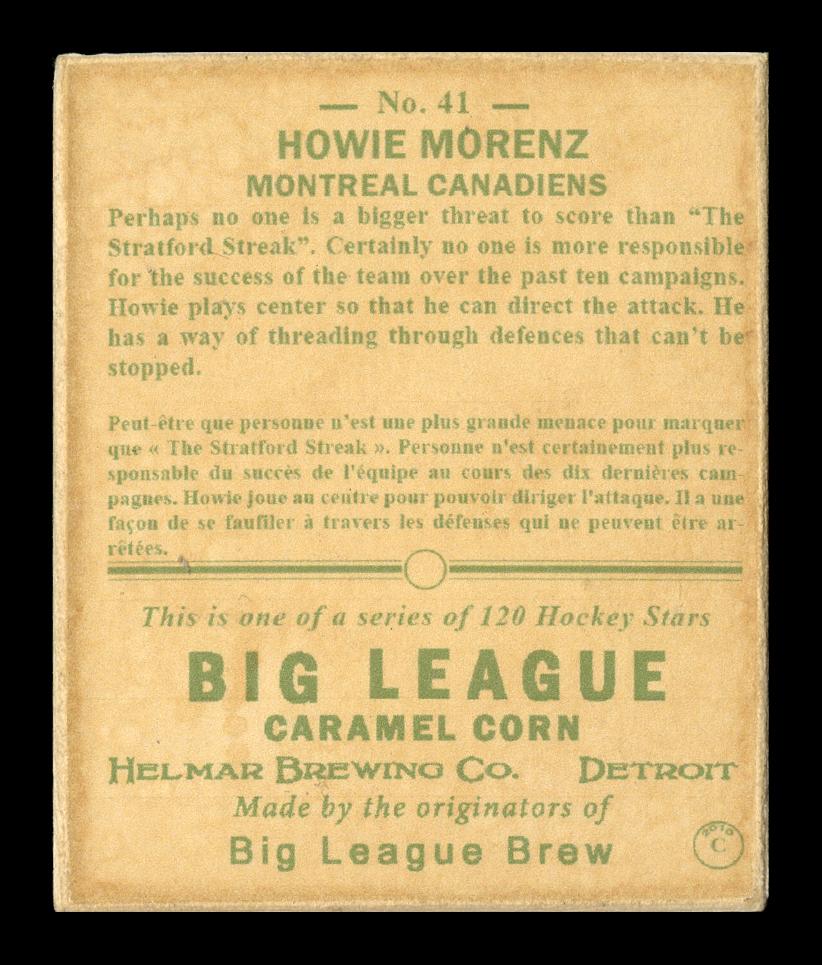 — No. 41 —
HOWIE MORENZ
MONTREAL CANADIENS
Perhaps no one is a bigger threat to score than “The
Stratford Streak”. Certainly no one is more responsible
for the success of the team over the past ten campaigns.
Howie plays center so that he can direct the attack. He
has a way of threading through defences that can’t be
stopped.
Peut-être que personne n’est une plus grande menace pour marquer
que « The Stratford Streak ». Personne n'est certainement plus re-
sponsable du succès de l'équipe au cours des dix dernières cam-
pagnes. Howie joue au centre pour pouvoir diriger l'attaque. Il a une
façon de se faufiler à travers les défenses qui ne peuvent être ar-
rêtées.
This is one of a series of 120 Hockey Stars
BIG LEAGUE
CARAMEL CORN
HELMAR BREWING CO. DETROIT
Made by the originators of
Big League Brew
2010
C